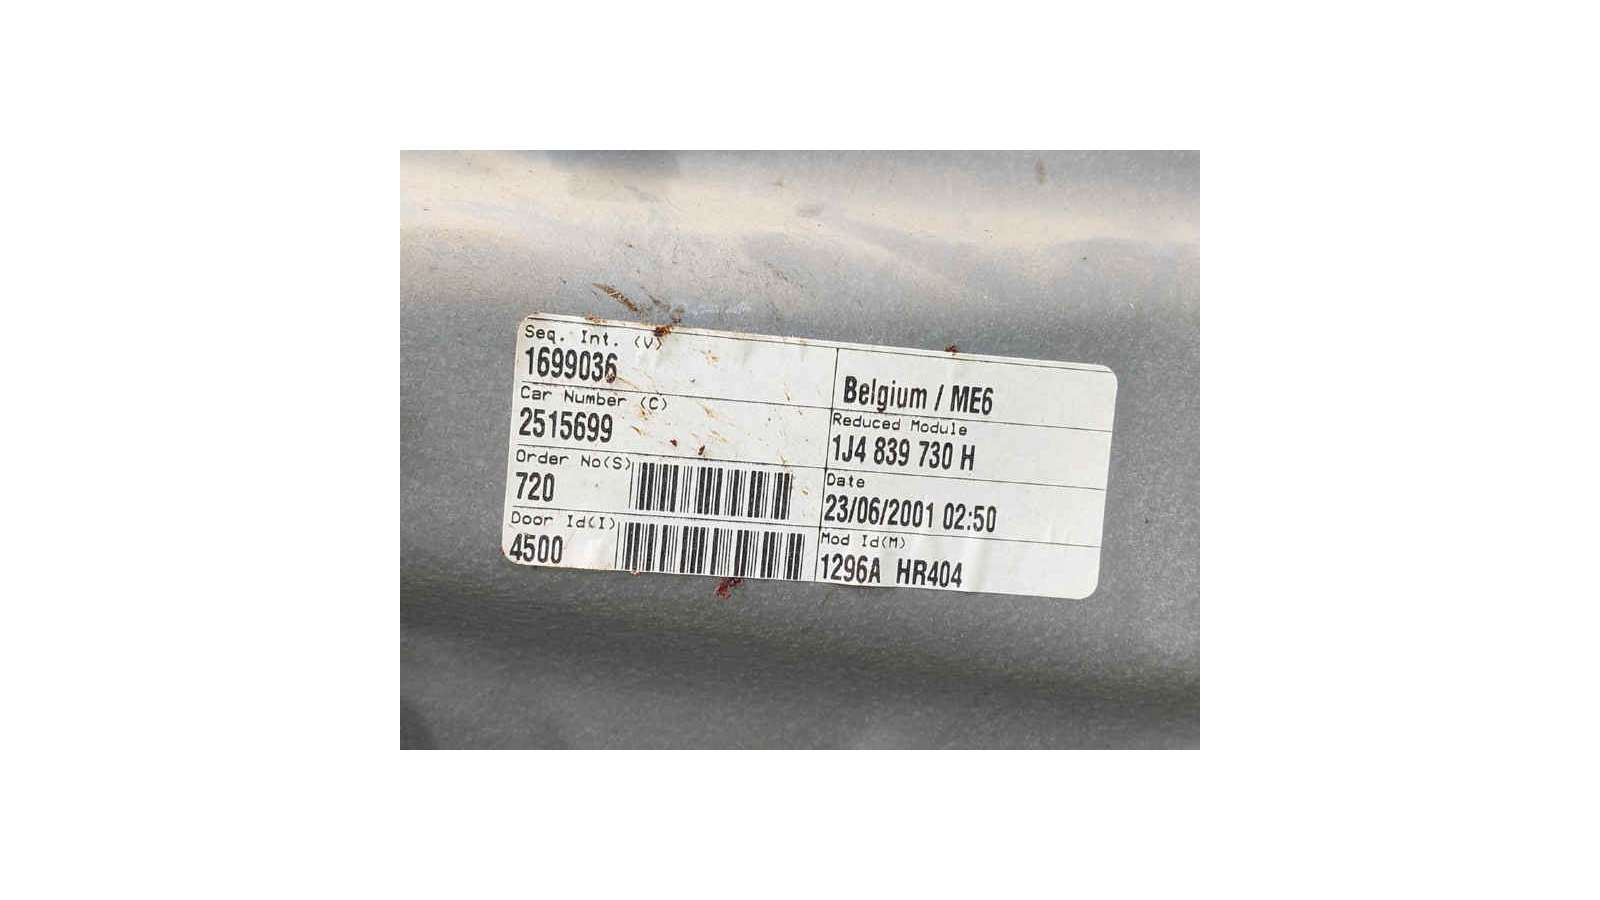 Seq. Int. (V)
1699036
Car Number (C)
2515699
Order No(S)
720
Door Id(I)
4500
Belgium / ME6
Reduced Module
1J4 839 730 H
Date
23/06/2001 02:50
Mod Id(M)
1296A HR404